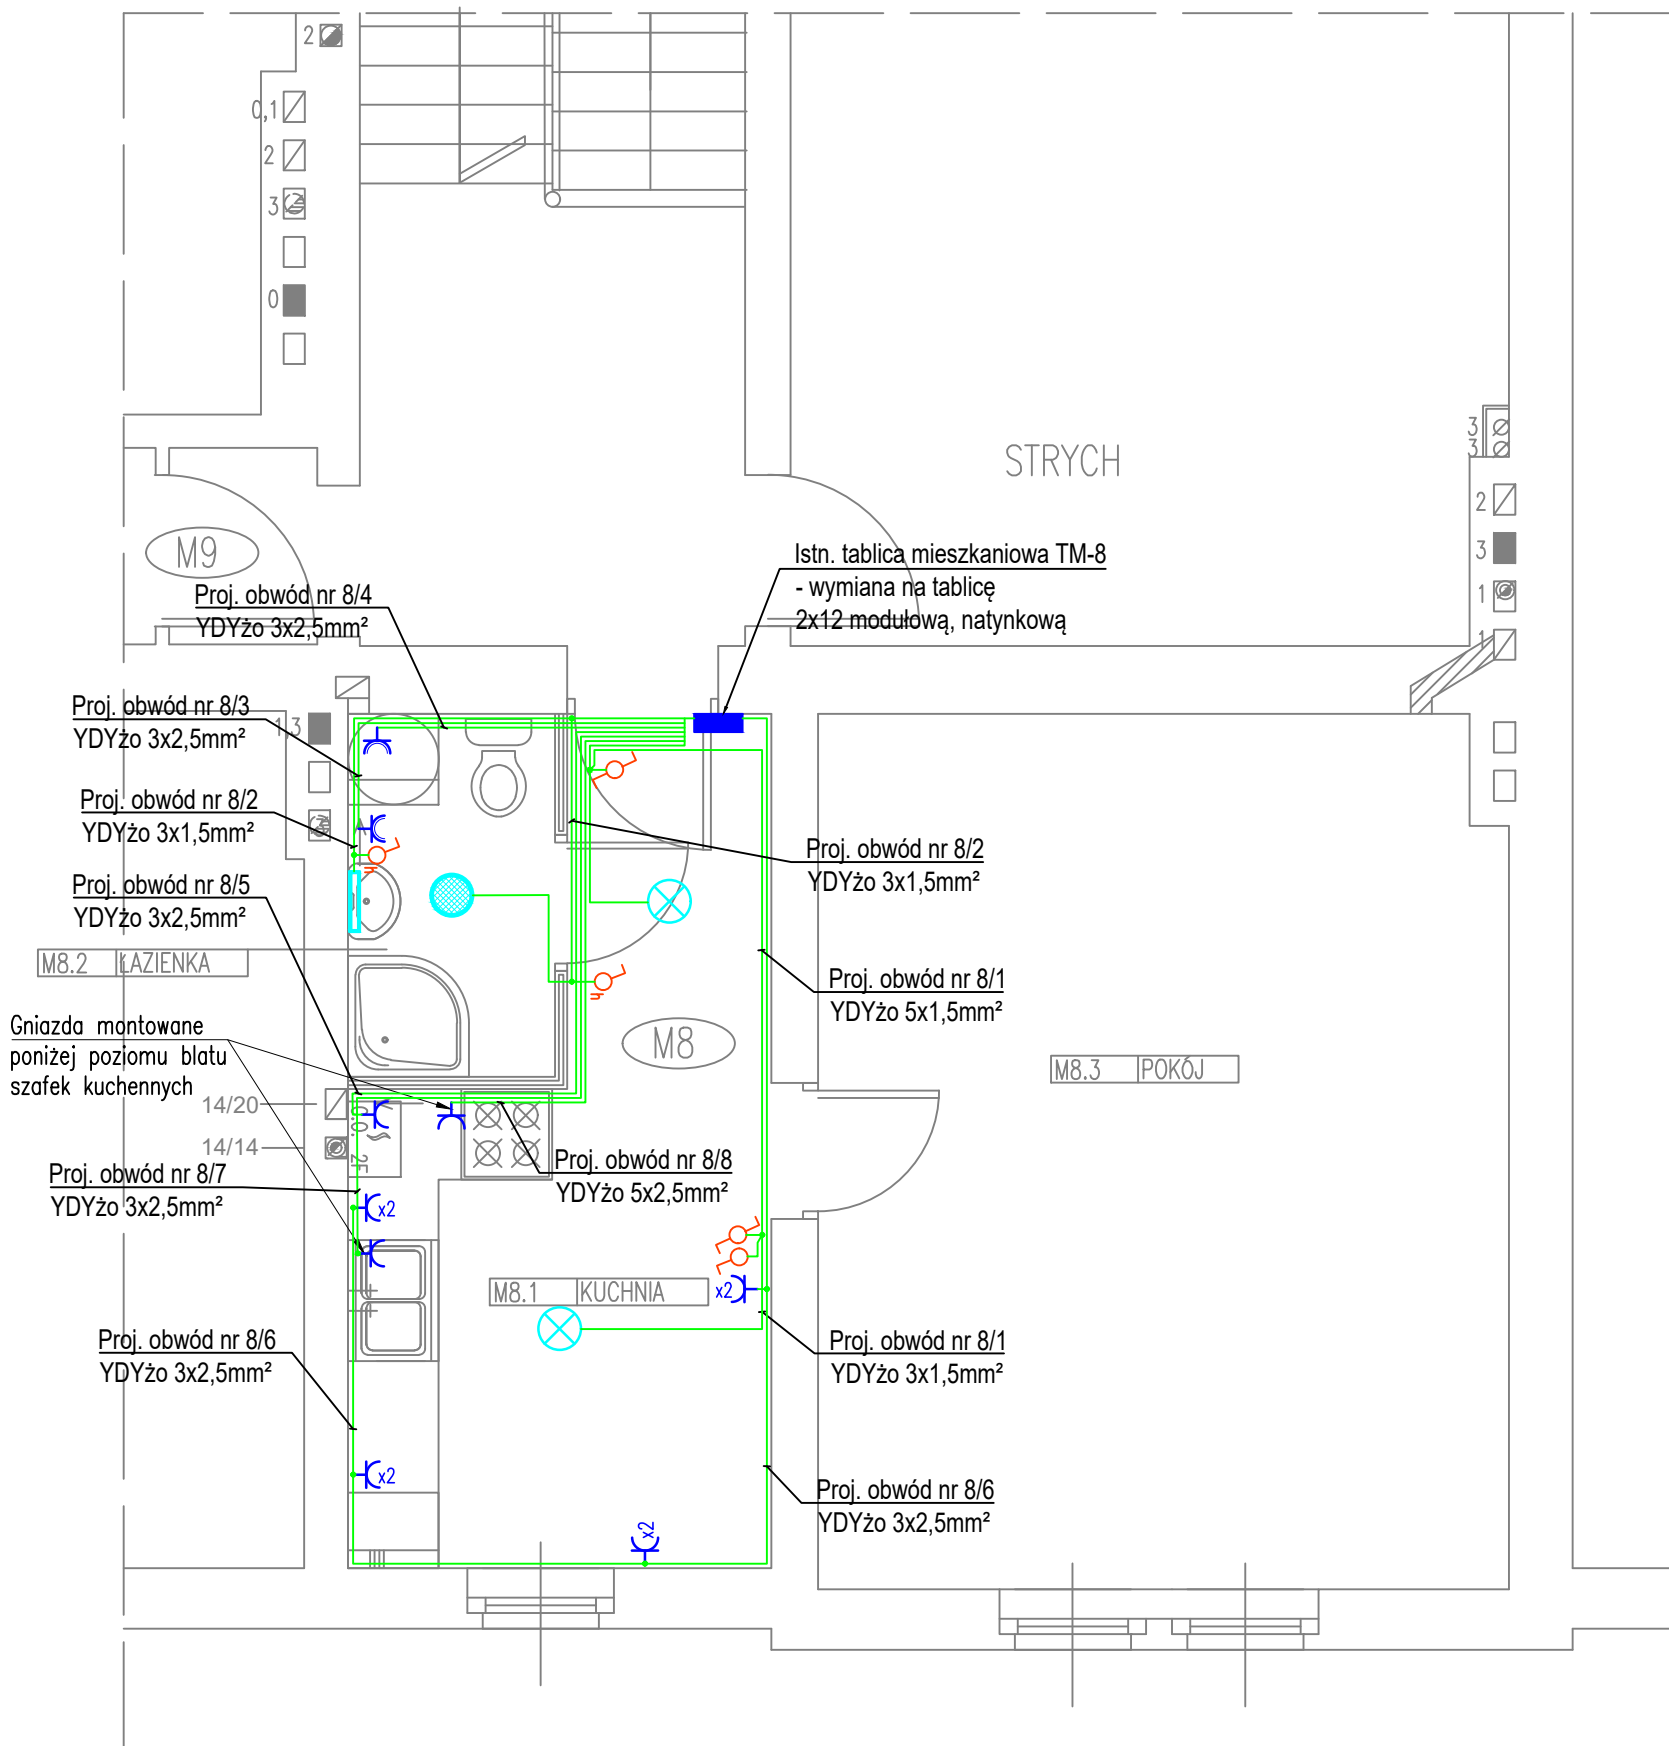 2
0,1
2
3
0
STRYCH
3
3
2
3
1
1
M9
Istn. tablica mieszkaniowa TM-8
- wymiana na tablicę
2x12 modułową, natynkową
Proj. obwód nr 8/4
YDYżo 3x2,5mm²
Proj. obwód nr 8/3
YDYżo 3x2,5mm²
1,3
Proj. obwód nr 8/2
YDYżo 3x1,5mm²
Proj. obwód nr 8/2
YDYżo 3x1,5mm²
h
Proj. obwód nr 8/5
YDYżo 3x2,5mm²
M8.2 ŁAZIENKA
h
Proj. obwód nr 8/1
YDYżo 5x1,5mm²
Gniazda montowane
poniżej poziomu blatu
szafek kuchennych
M8
M8.3 POKÓJ
14/20
14/14
Proj. obwód nr 8/8
YDYżo 5x2,5mm²
Proj. obwód nr 8/7
YDYżo 3x2,5mm²
x2
M8.1 KUCHNIA
x2
Proj. obwód nr 8/6
YDYżo 3x2,5mm²
Proj. obwód nr 8/1
YDYżo 3x1,5mm²
x2
Proj. obwód nr 8/6
YDYżo 3x2,5mm²
x2